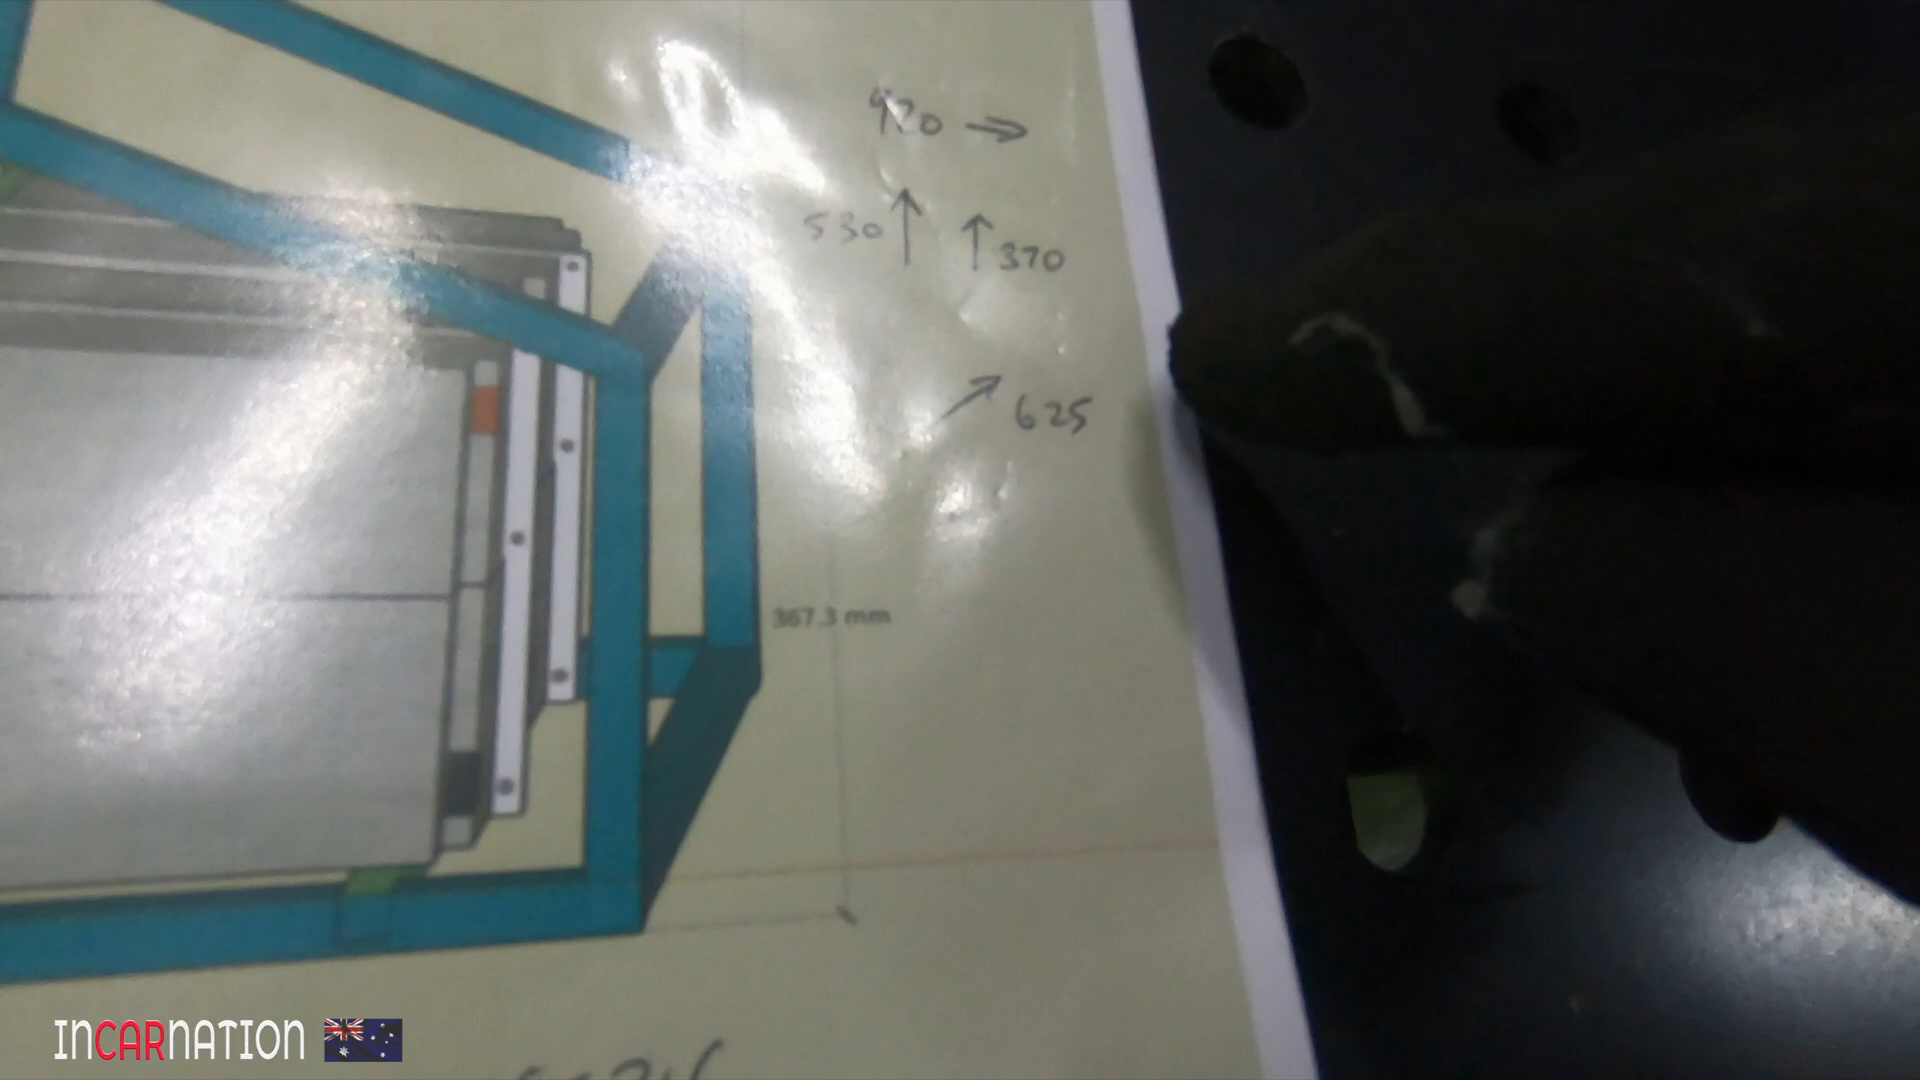 920 →
530 ↑ ↑ 370
↗ 625
367.3 mm
INCARNATION